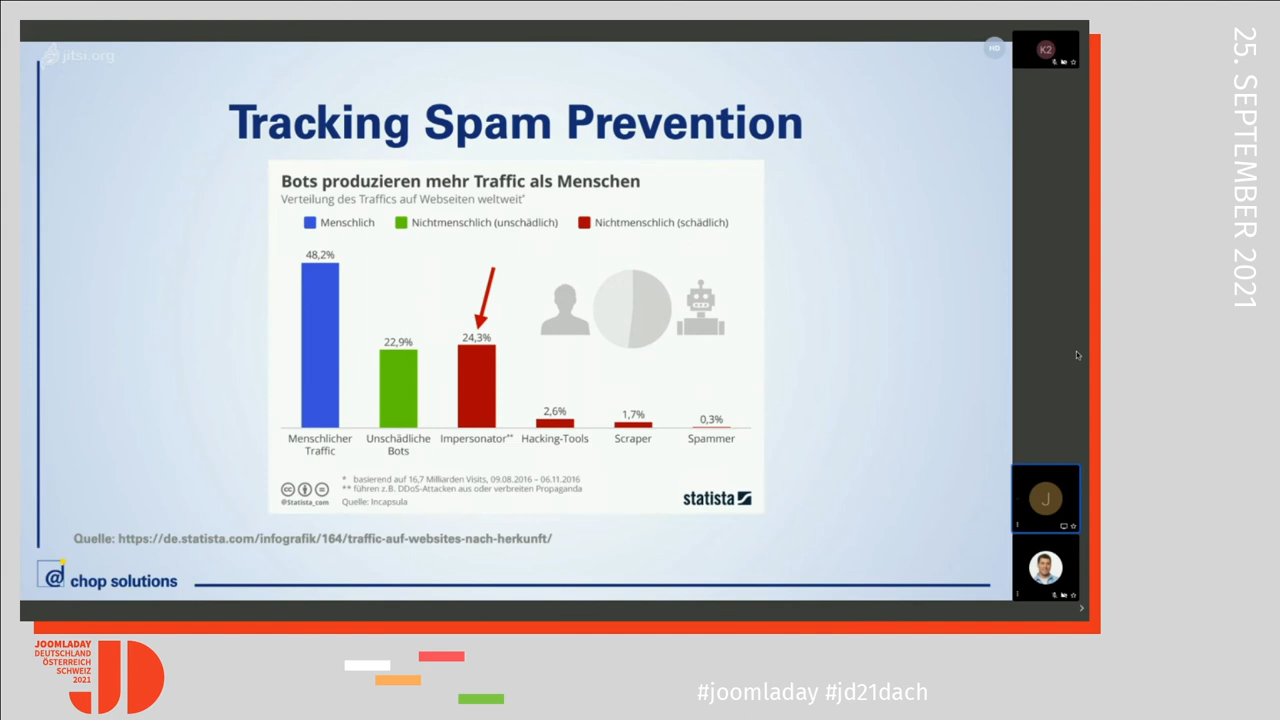 jitsi.org
HD
K2
25. SEPTEMBER 2021
Tracking Spam Prevention
Bots produzieren mehr Traffic als Menschen
Verteilung des Traffics auf Webseiten weltweit*
Menschlich
Nichtmenschlich (unschädlich)
Nichtmenschlich (schädlich)
48,2%
22,9%
24,3%
2,6%
1,7%
0,3%
Menschlicher
Traffic
Unschädliche
Bots
Impersonator**
Hacking-Tools
Scraper
Spammer
* basierend auf 16,7 Milliarden Visits, 09.08.2016 – 06.11.2016
** führen z.B. DDoS-Attacken aus oder verbreiten Propaganda
@Statista_com
Quelle: Incapsula
statista
J
Quelle: https://de.statista.com/infografik/164/traffic-auf-websites-nach-herkunft/
@ chop solutions
JOOMLADAY
DEUTSCHLAND
ÖSTERREICH
SCHWEIZ
2021
JD
#joomladay #jd21dach